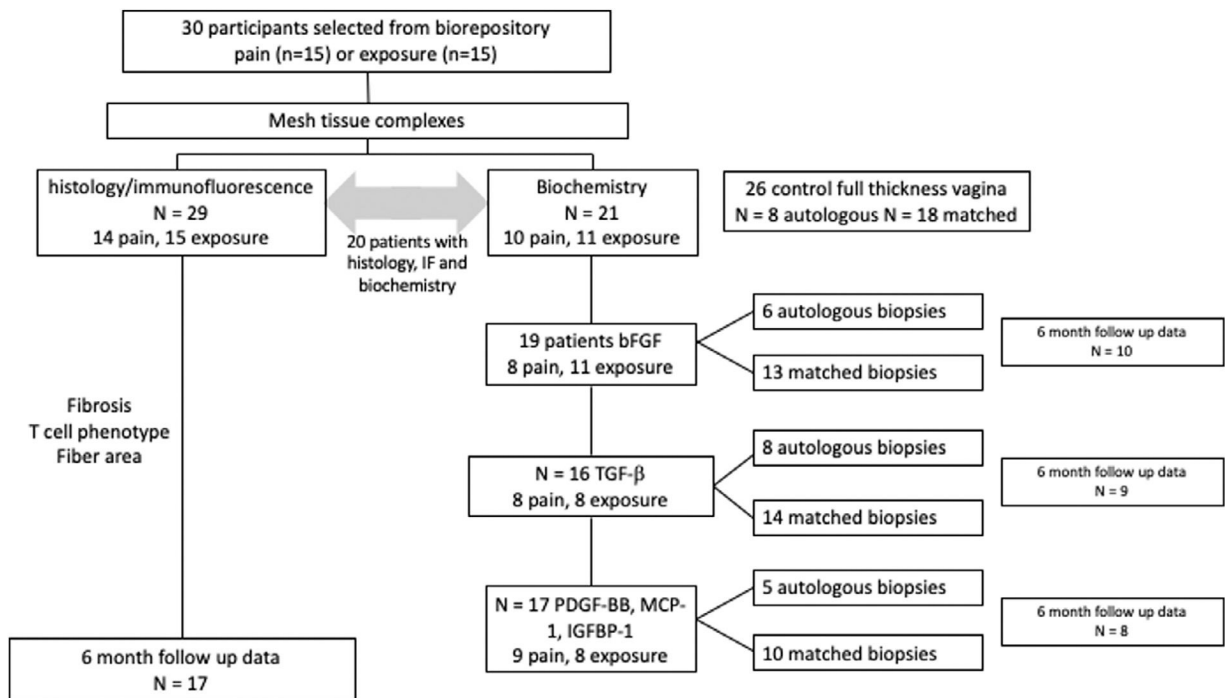 30 participants selected from biorepository
pain (n=15) or exposure (n=15)
Mesh tissue complexes
histology/immunofluorescence
N = 29
14 pain, 15 exposure
20 patients with
histology, IF and
biochemistry
Biochemistry
N = 21
10 pain, 11 exposure
26 control full thickness vagina
N = 8 autologous N = 18 matched
19 patients bFGF
8 pain, 11 exposure
6 autologous biopsies
13 matched biopsies
6 month follow up data
N = 10
Fibrosis
T cell phenotype
Fiber area
N = 16 TGF-β
8 pain, 8 exposure
8 autologous biopsies
14 matched biopsies
6 month follow up data
N = 9
N = 17 PDGF-BB, MCP-
1, IGFBP-1
9 pain, 8 exposure
5 autologous biopsies
10 matched biopsies
6 month follow up data
N = 8
6 month follow up data
N = 17